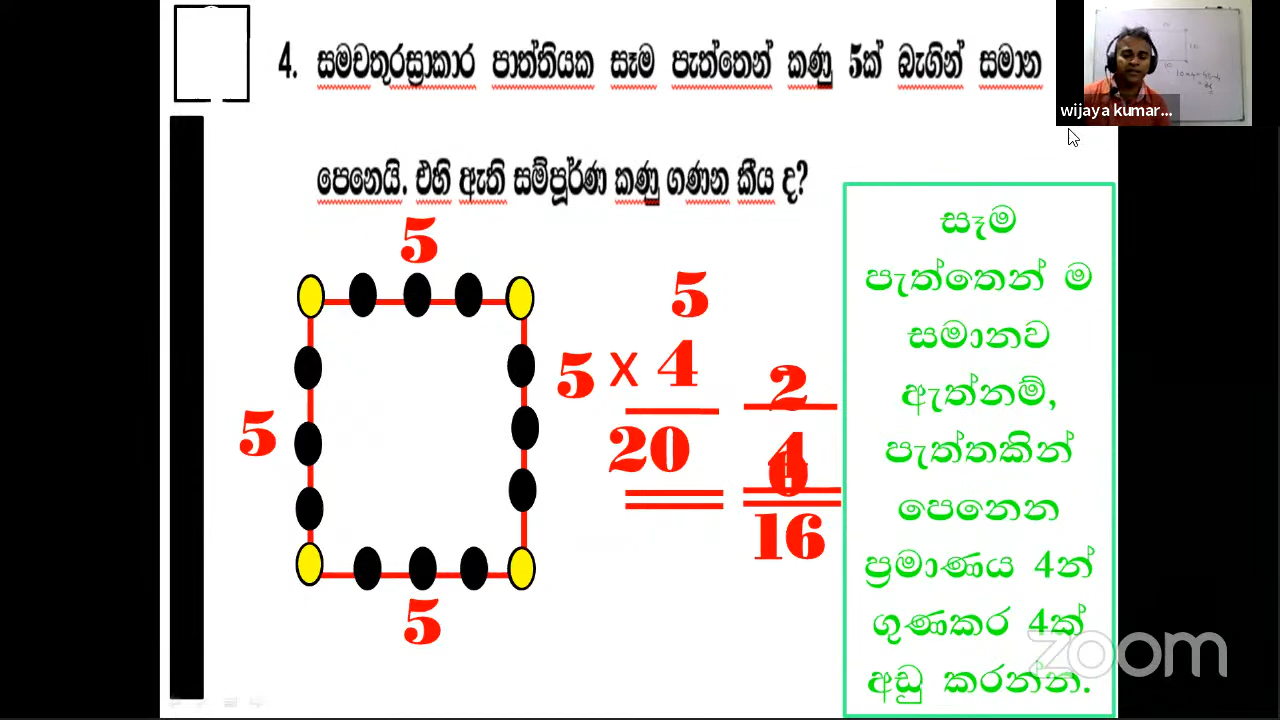 4. සමචතුරස්‍රාකාර පාත්තියක සෑම පැත්තෙන් කණු 5ක් බැගින් සමාන
පෙනෙයි. එහි ඇති සම්පූර්ණ කණු ගණන කීය ද?
wijaya kumar...
5
5
5
5
5
x 4
20
2
4
16
සෑම
පැත්තෙන් ම
සමානව
ඇත්නම්,
පැත්තකින්
පෙනෙන
ප්‍රමාණය 4න්
ගුණකර 4ක්
අඩු කරන්න.
zoom